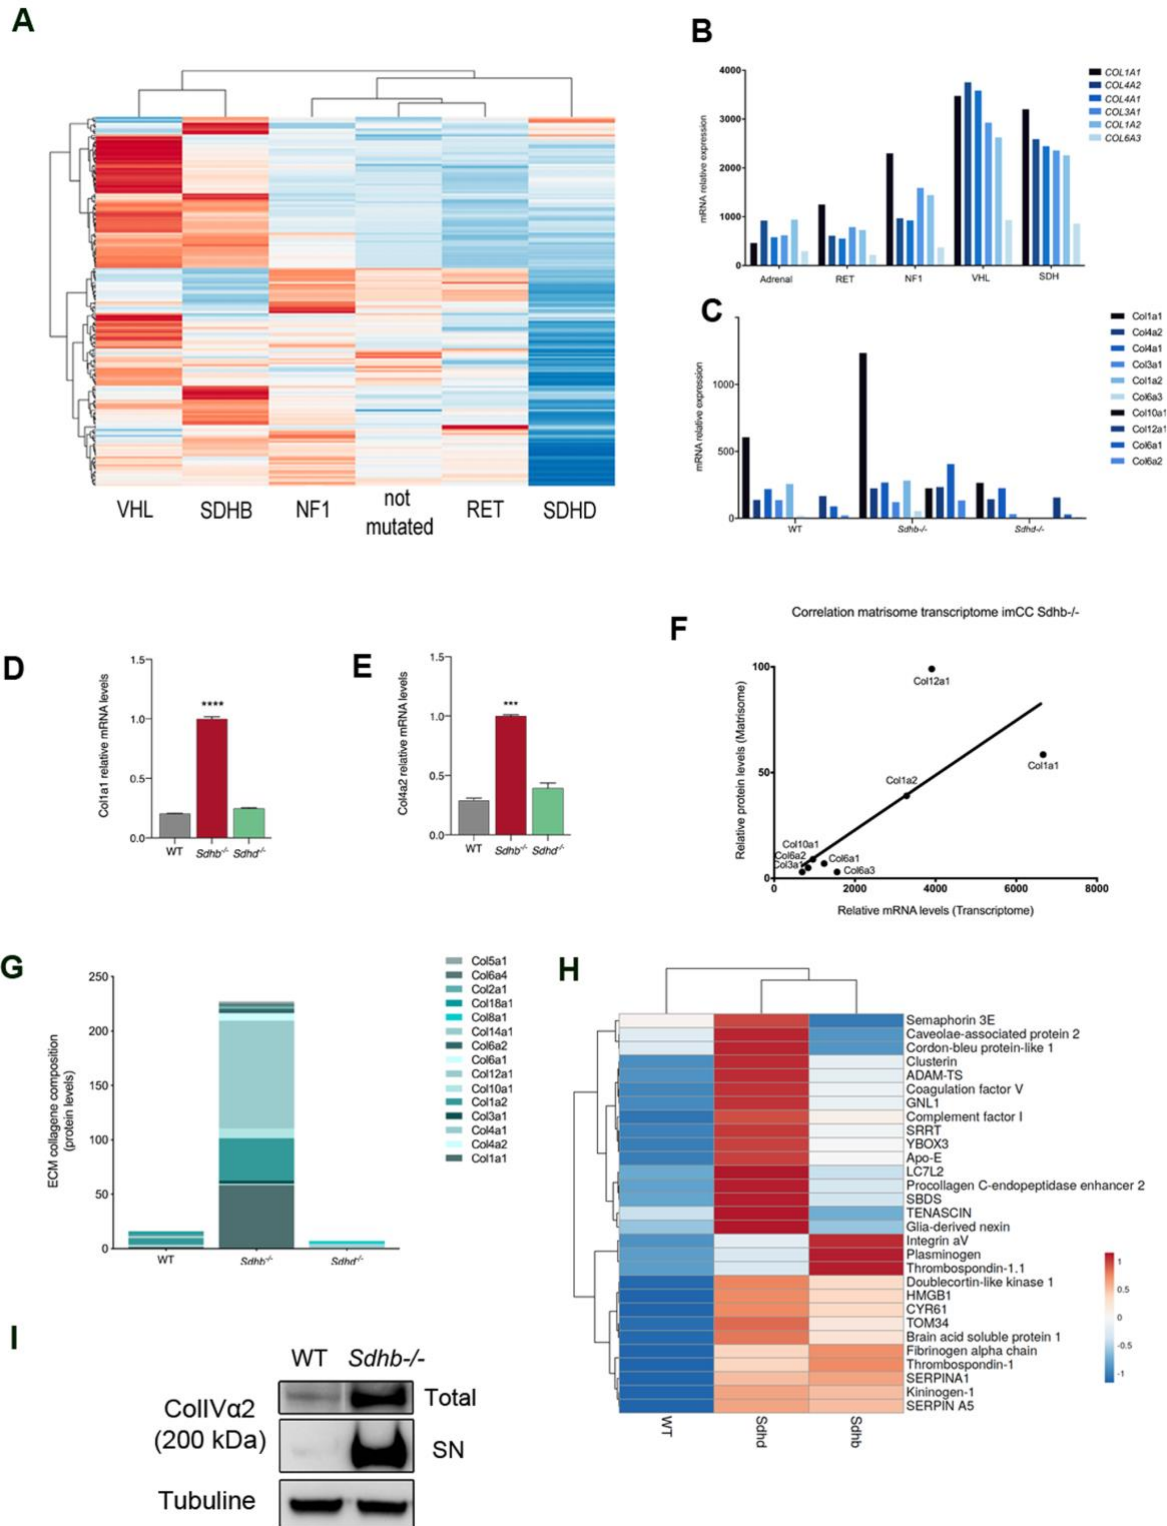 A
VHL
SDHB
NF1
not
mutated
RET
SDHD
B
mRNA relative expression
4000
3000
2000
1000
0
Adrenal
RET
NF1
VHL
SDH
COL1A1
COL4A2
COL4A1
COL3A1
COL1A2
COL6A3
C
mRNA relative expression
1000
500
0
WT
Sdhb-/-
Sdhd-/-
Col1a1
Col4a2
Col4a1
Col3a1
Col1a2
Col6a3
Col10a1
Col12a1
Col6a1
Col6a2
D
Col1a1 relative mRNA levels
1.5
1.0
0.5
0.0
****
WT
Sdhb-/-
Sdhd-/-
E
Col4a2 relative mRNA levels
1.5
1.0
0.5
0.0
***
WT
Sdhb-/-
Sdhd-/-
F
Correlation matrisome transcriptome imCC Sdhb-/-
Relative protein levels (Matrisome)
100
50
0
Col12a1
Col1a1
Col1a2
Col10a1
Col6a2
Col3a1
Col6a1
Col6a3
0
2000
4000
6000
8000
Relative mRNA levels (Transcriptome)
G
ECM collagene composition
(protein levels)
250
200
150
100
50
0
WT
Sdhb-/-
Sdhd-/-
Col5a1
Col6a4
Col2a1
Col18a1
Col8a1
Col14a1
Col6a2
Col6a1
Col12a1
Col10a1
Col1a2
Col3a1
Col4a1
Col4a2
Col1a1
H
Semaphorin 3E
Caveolae-associated protein 2
Cordon-bleu protein-like 1
Clusterin
ADAM-TS
Coagulation factor V
GNL1
Complement factor I
SRRT
YBOX3
Apo-E
LC7L2
Procollagen C-endopeptidase enhancer 2
SBDS
TENASCIN
Glia-derived nexin
Integrin aV
Plasminogen
Thrombospondin-1.1
Doublecortin-like kinase 1
HMGB1
CYR61
TOM34
Brain acid soluble protein 1
Fibrinogen alpha chain
Thrombospondin-1
SERPINA1
Kininogen-1
SERPIN A5
WT
Sdhd
Sdhb
1
0.5
0
-0.5
-1
I
WT
Sdhb-/-
ColIVα2
(200 kDa)
Total
SN
Tubuline